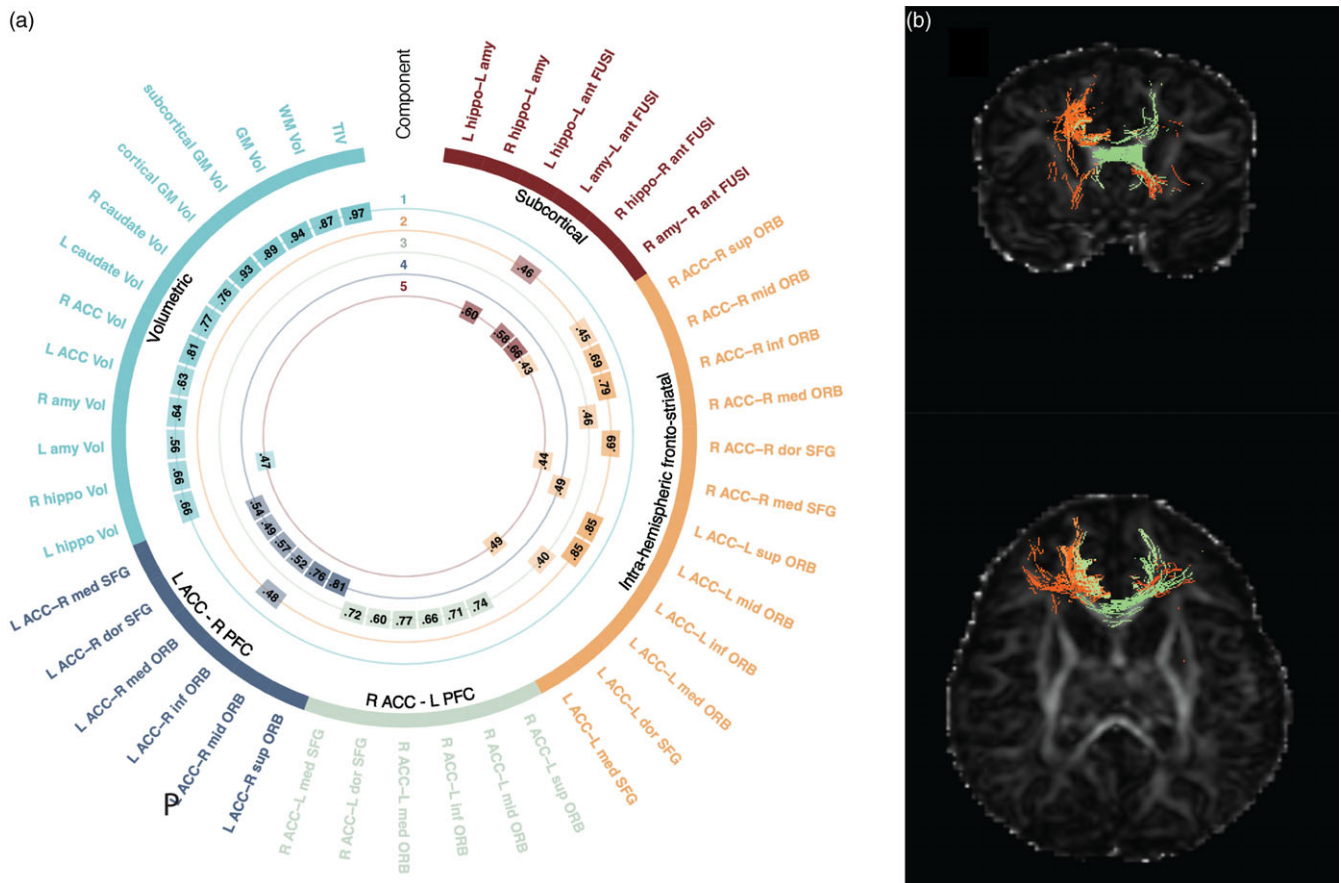 (a)
Component
L hippo–L amy
R hippo–L amy
L hippo–L ant FUSI
L amy–L ant FUSI
R hippo–R ant FUSI
R amy– R ant FUSI
R ACC–R sup ORB
R ACC–R mid ORB
R ACC–R inf ORB
R ACC–R med ORB
R ACC–R dor SFG
R ACC–R med SFG
L ACC–L sup ORB
L ACC–L mid ORB
L ACC–L inf ORB
L ACC–L med ORB
L ACC–L dor SFG
L ACC–L med SFG
R ACC–L sup ORB
R ACC–L mid ORB
R ACC–L inf ORB
R ACC–L med ORB
R ACC–L dor SFG
R ACC–L med SFG
L ACC–R sup ORB
L ACC–R mid ORB
L ACC–R inf ORB
L ACC–R med ORB
L ACC–R dor SFG
L ACC–R med SFG
L hippo Vol
R hippo Vol
L amy Vol
R amy Vol
L ACC Vol
R ACC Vol
L caudate Vol
R caudate Vol
cortical GM Vol
subcortical GM Vol
GM Vol
WM Vol
TIV
P
Subcortical
Intra-hemispheric fronto-striatal
R ACC - L PFC
L ACC - R PFC
Volumetric
1
2
3
4
5
.97
.87
.94
.89
.93
.76
.77
.81
.63
.64
.56
.66
.66
.46
.45
.69
.79
.69
.85
.85
.48
.46
.40
.74
.71
.66
.77
.60
.72
.49
.81
.76
.52
.57
.49
.54
.60
.58
.66
.43
.44
.49
.47
(b)